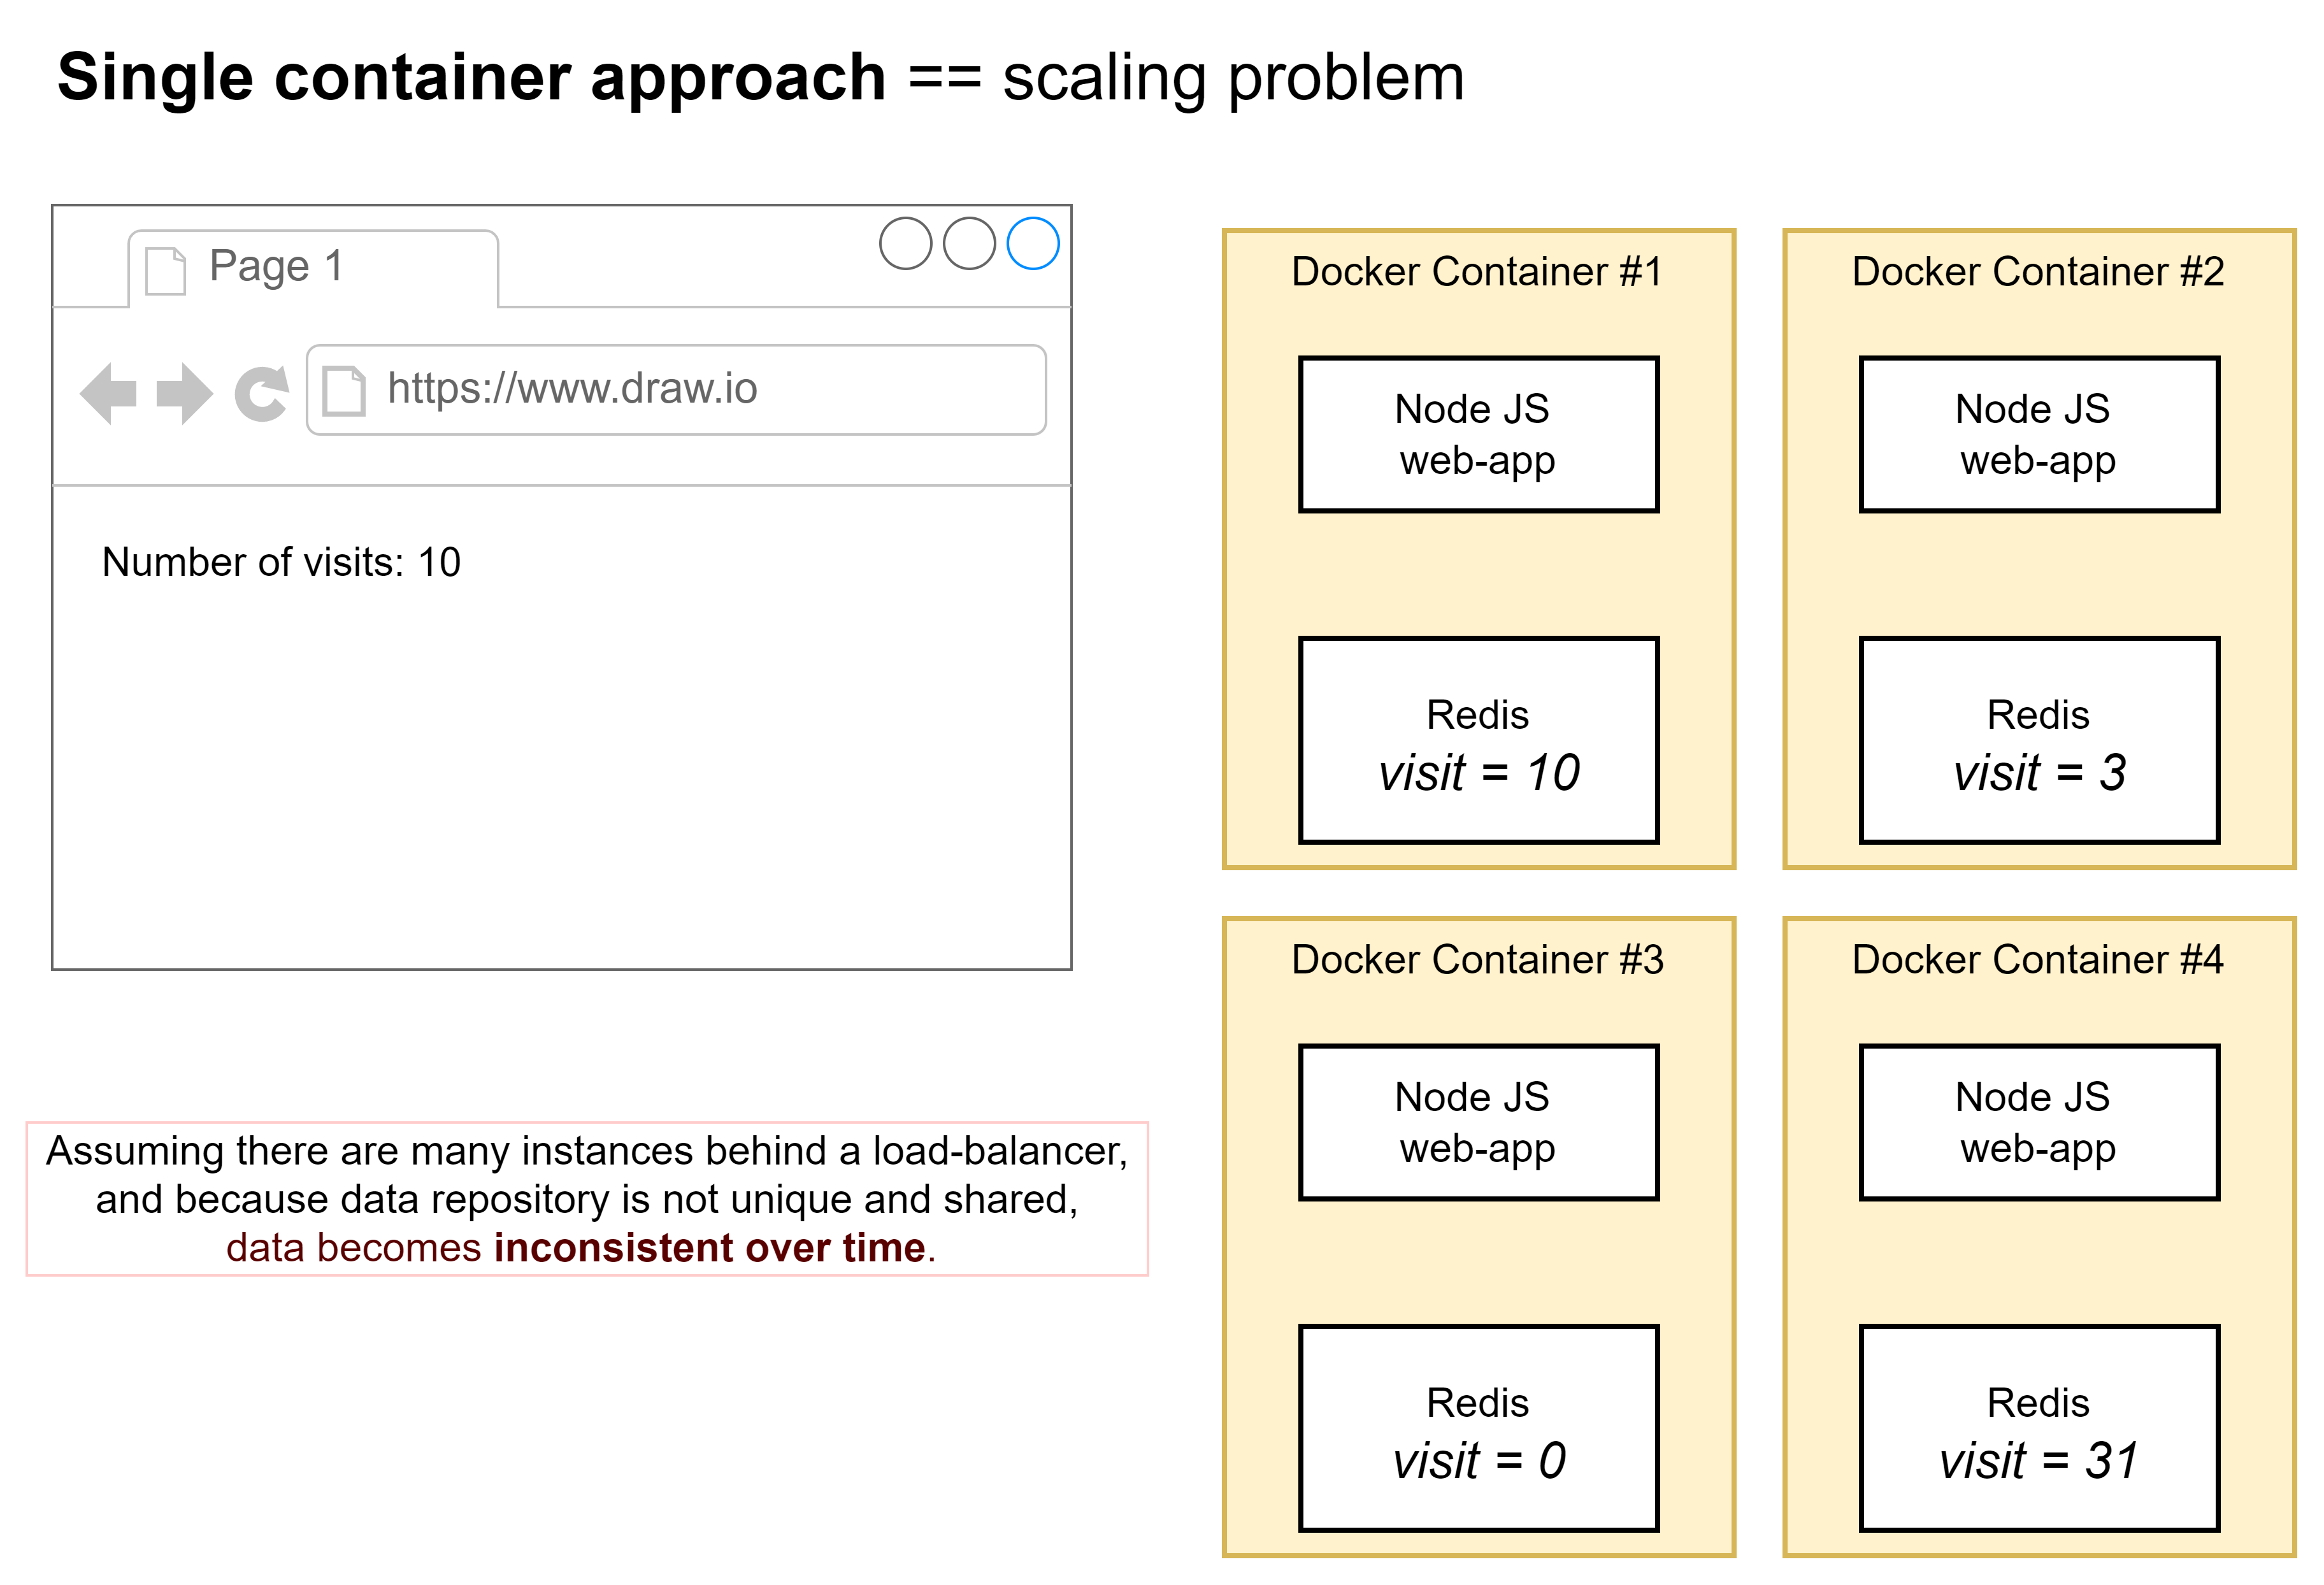 Single container approach == scaling problem
Page 1
https://www.draw.io
Number of visits: 10
Assuming there are many instances behind a load-balancer,
and because data repository is not unique and shared,
data becomes inconsistent over time.
Docker Container #1
Node JS
web-app
Redis
visit = 10
Docker Container #2
Node JS
web-app
Redis
visit = 3
Docker Container #3
Node JS
web-app
Redis
visit = 0
Docker Container #4
Node JS
web-app
Redis
visit = 31